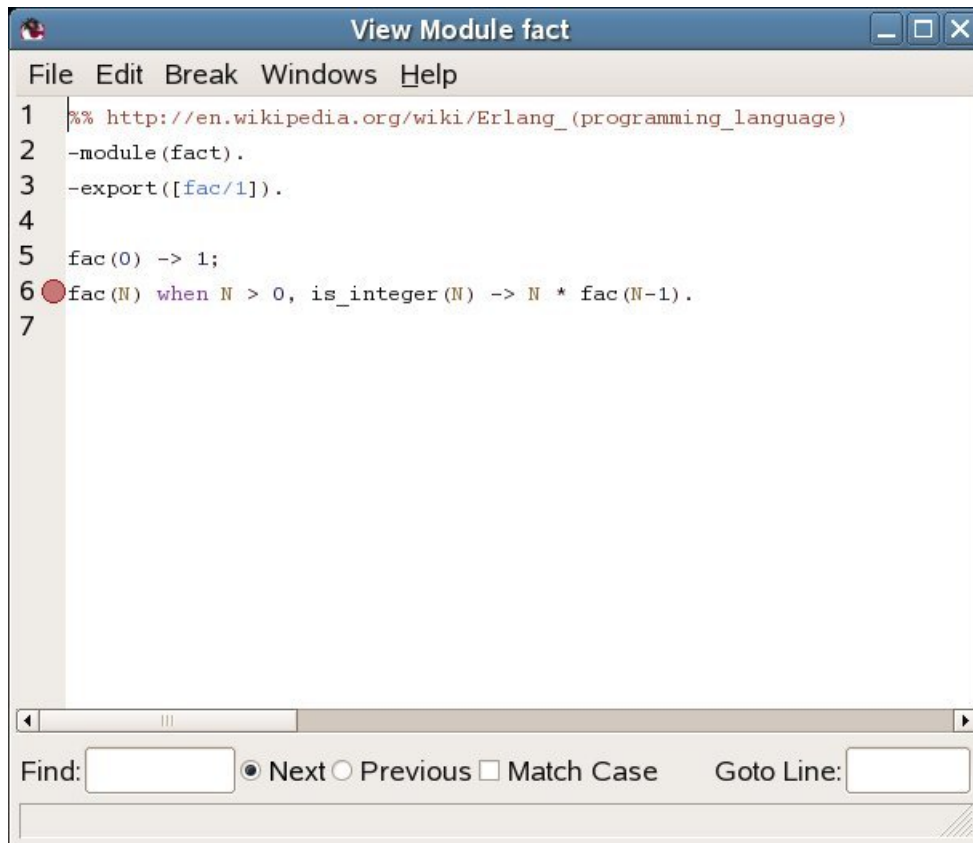 View Module fact
File Edit Break Windows Help
1 %% http://en.wikipedia.org/wiki/Erlang_(programming_language)
2 -module(fact).
3 -export([fac/1]).
4
5 fac(0) -> 1;
6 fac(N) when N > 0, is_integer(N) -> N * fac(N-1).
7
Find: Next Previous Match Case Goto Line: